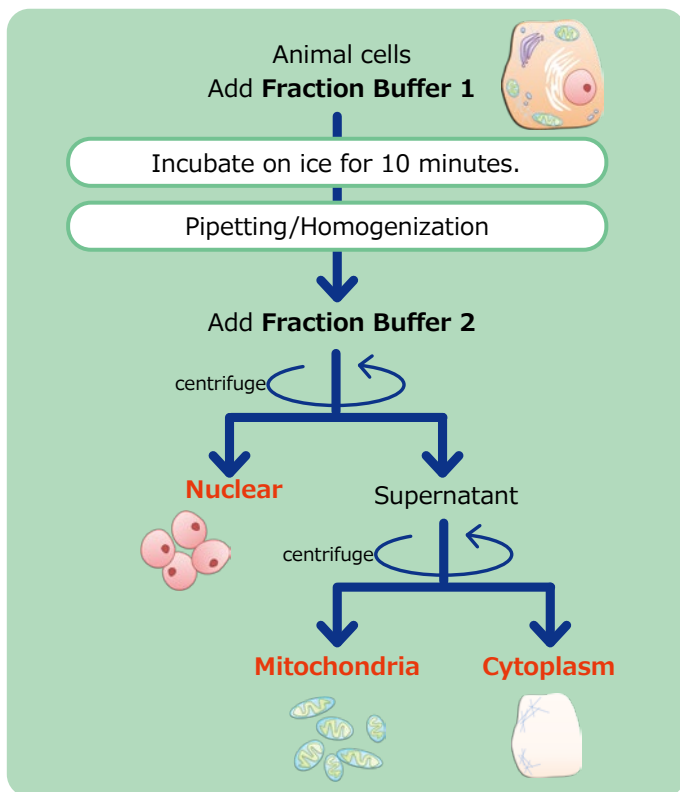 Animal cells
Add Fraction Buffer 1
Incubate on ice for 10 minutes.
Pipetting/Homogenization
Add Fraction Buffer 2
centrifuge
Nuclear
Supernatant
centrifuge
Mitochondria
Cytoplasm